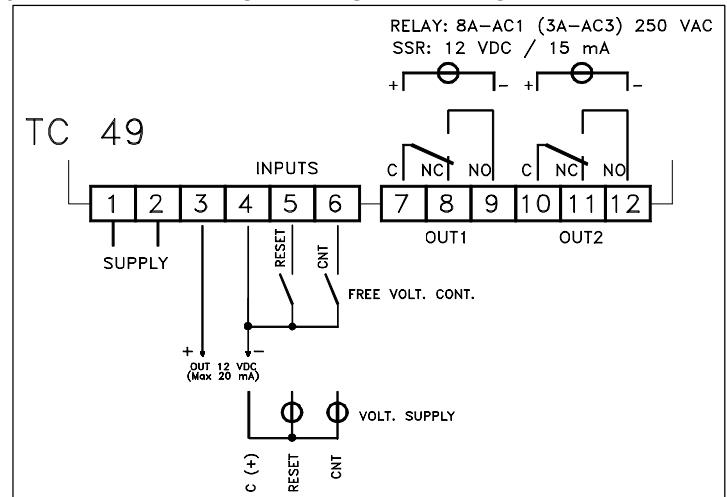 RELAY: 8A-AC1 (3A-AC3) 250 VAC
SSR: 12 VDC / 15 mA
+ - + -
TC 49
INPUTS
C NC NO C NC NO
1 2 3 4 5 6 7 8 9 10 11 12
SUPPLY
OUT1 OUT2
RESET CNT
FREE VOLT. CONT.
+ -
OUT 12 VDC
(Max 20 mA)
VOLT. SUPPLY
C (+) RESET CNT